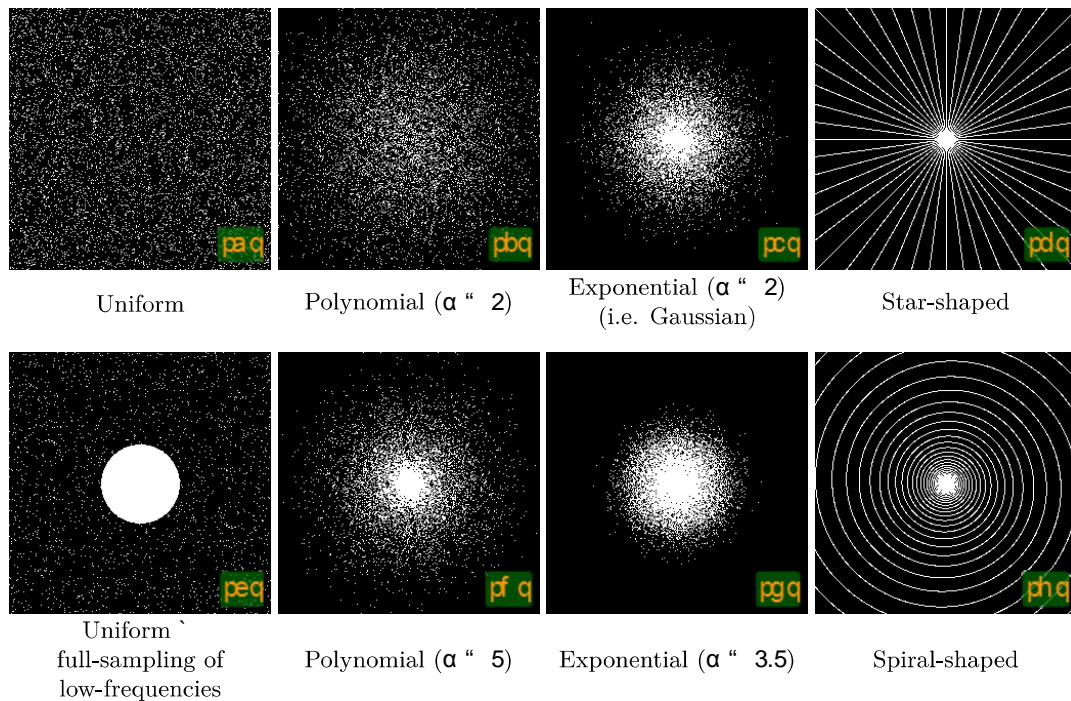 paq
pbq
pcq
pdq
Uniform
Polynomial (α “ 2)
Exponential (α “ 2)
(i.e. Gaussian)
Star-shaped
peq
pf q
pgq
phq
Uniform `
full-sampling of
low-frequencies
Polynomial (α “ 5)
Exponential (α “ 3.5)
Spiral-shaped